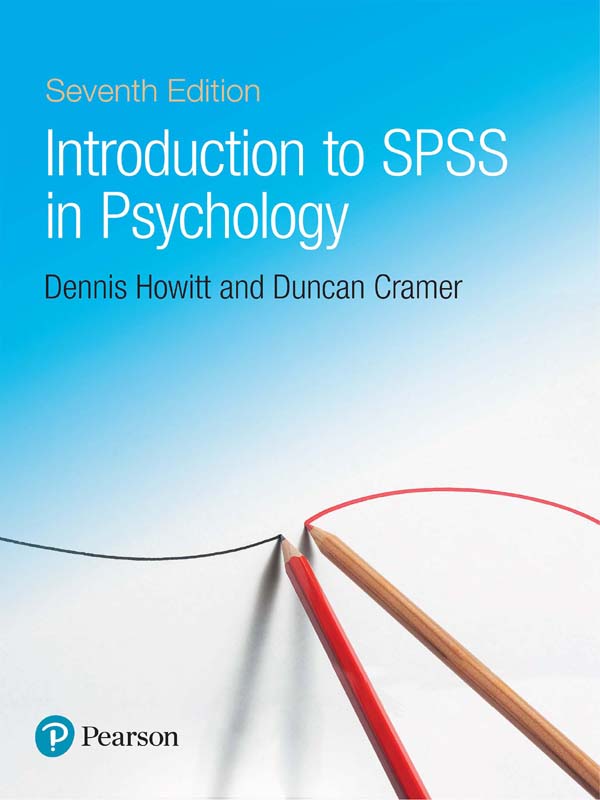 Seventh Edition
Introduction to SPSS
in Psychology
Dennis Howitt and Duncan Cramer
P Pearson